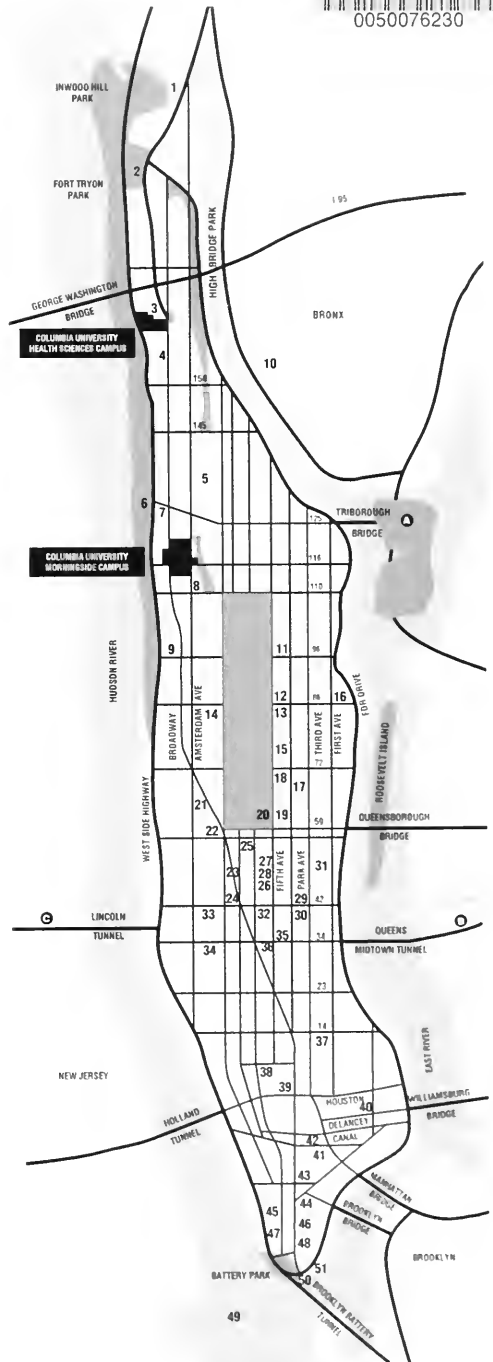 0050076230
1
INWOOD HILL
PARK
2
FORT TRYON
PARK
I 95
HIGH BRIDGE PARK
GEORGE WASHINGTON
BRIDGE
3
BRONX
COLUMBIA UNIVERSITY
HEALTH SCIENCES CAMPUS
4
10
145
5
6
7
125
TRIBOROUGH
BRIDGE
A
116
COLUMBIA UNIVERSITY
MORNINGSIDE CAMPUS
8
110
HUDSON RIVER
9
11
96
12
16
FDR DRIVE
BROADWAY
AMSTERDAM AVE
14
13
THIRD AVE
FIRST AVE
15
72
ROOSEVELT ISLAND
WEST SIDE HIGHWAY
18
17
21
20
19
59
QUEENSBOROUGH
BRIDGE
22
25
23
27
28
26
FIFTH AVE
PARK AVE
31
24
29
42
C
LINCOLN
TUNNEL
33
32
30
35
34
36
34
QUEENS
MIDTOWN TUNNEL
23
14
37
NEW JERSEY
EAST RIVER
38
39
HOUSTON
40
WILLIAMSBURG
BRIDGE
HOLLAND
TUNNEL
DELANCEY
42
CANAL
41
43
MANHATTAN
BRIDGE
44
45
46
BROOKLYN
BRIDGE
47
48
BROOKLYN
51
BATTERY PARK
50
BROOKLYN BATTERY
TUNNEL
49